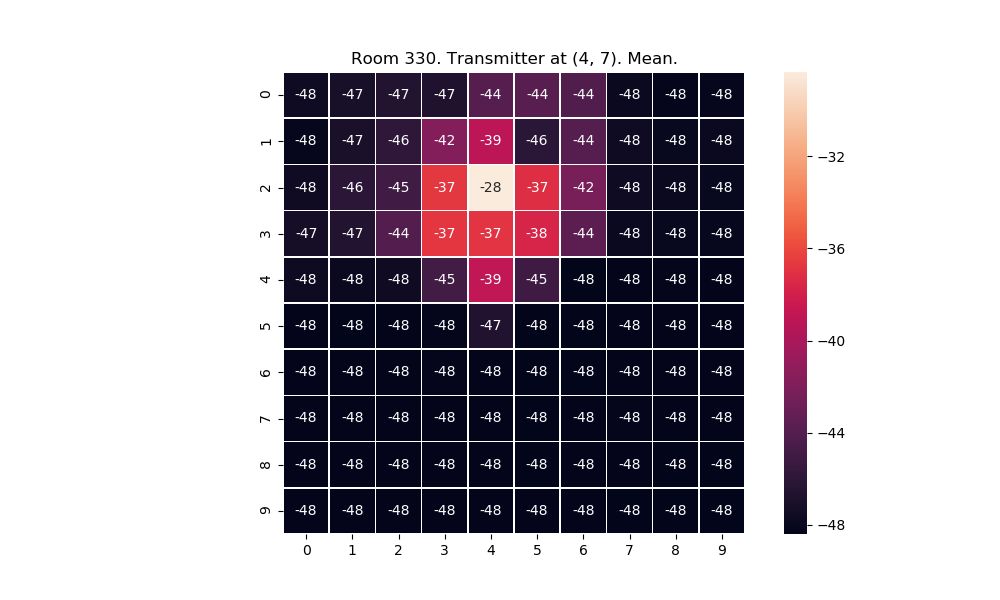 Room 330. Transmitter at (4, 7). Mean.
0 -48 -47 -47 -47 -44 -44 -44 -48 -48 -48
1 -48 -47 -46 -42 -39 -46 -44 -48 -48 -48
2 -48 -46 -45 -37 -28 -37 -42 -48 -48 -48
3 -47 -47 -44 -37 -37 -38 -44 -48 -48 -48
4 -48 -48 -48 -45 -39 -45 -48 -48 -48 -48
5 -48 -48 -48 -48 -47 -48 -48 -48 -48 -48
6 -48 -48 -48 -48 -48 -48 -48 -48 -48 -48
7 -48 -48 -48 -48 -48 -48 -48 -48 -48 -48
8 -48 -48 -48 -48 -48 -48 -48 -48 -48 -48
9 -48 -48 -48 -48 -48 -48 -48 -48 -48 -48
0 1 2 3 4 5 6 7 8 9
−32
−36
−40
−44
−48